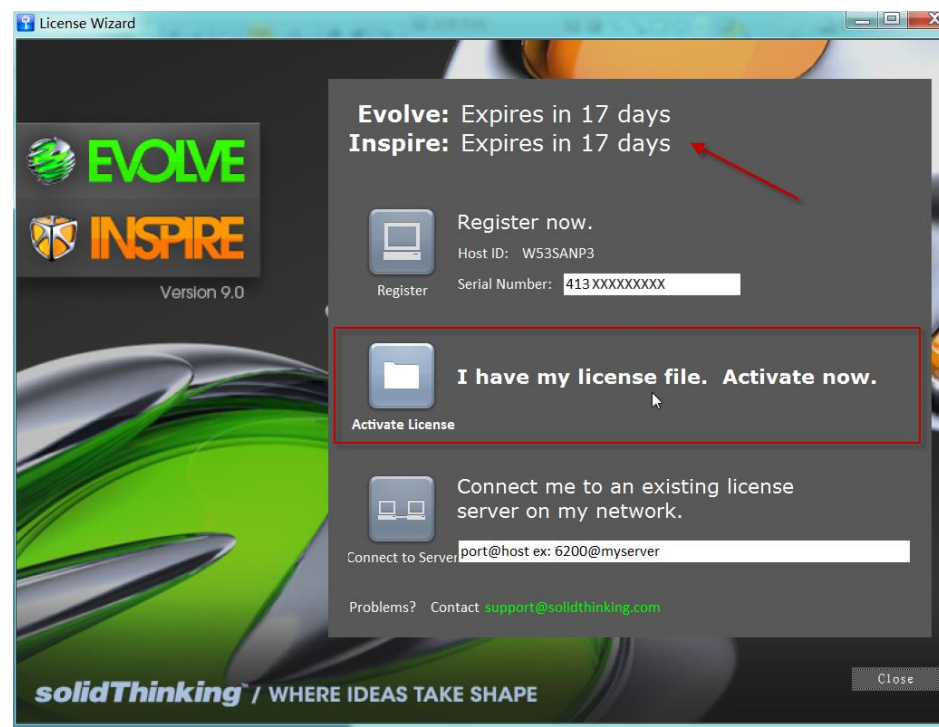 License Wizard
Evolve: Expires in 17 days
Inspire: Expires in 17 days
EVOLVE
INSPIRE
Version 9.0
Register now.
Host ID: W53SANP3
Serial Number: 413XXXXXXXXX
Register
I have my license file. Activate now.
Activate License
Connect me to an existing license
server on my network.
Connect to Server
port@host ex: 6200@myserver
Problems? Contact support@solidthinking.com
solidThinking / WHERE IDEAS TAKE SHAPE
Close